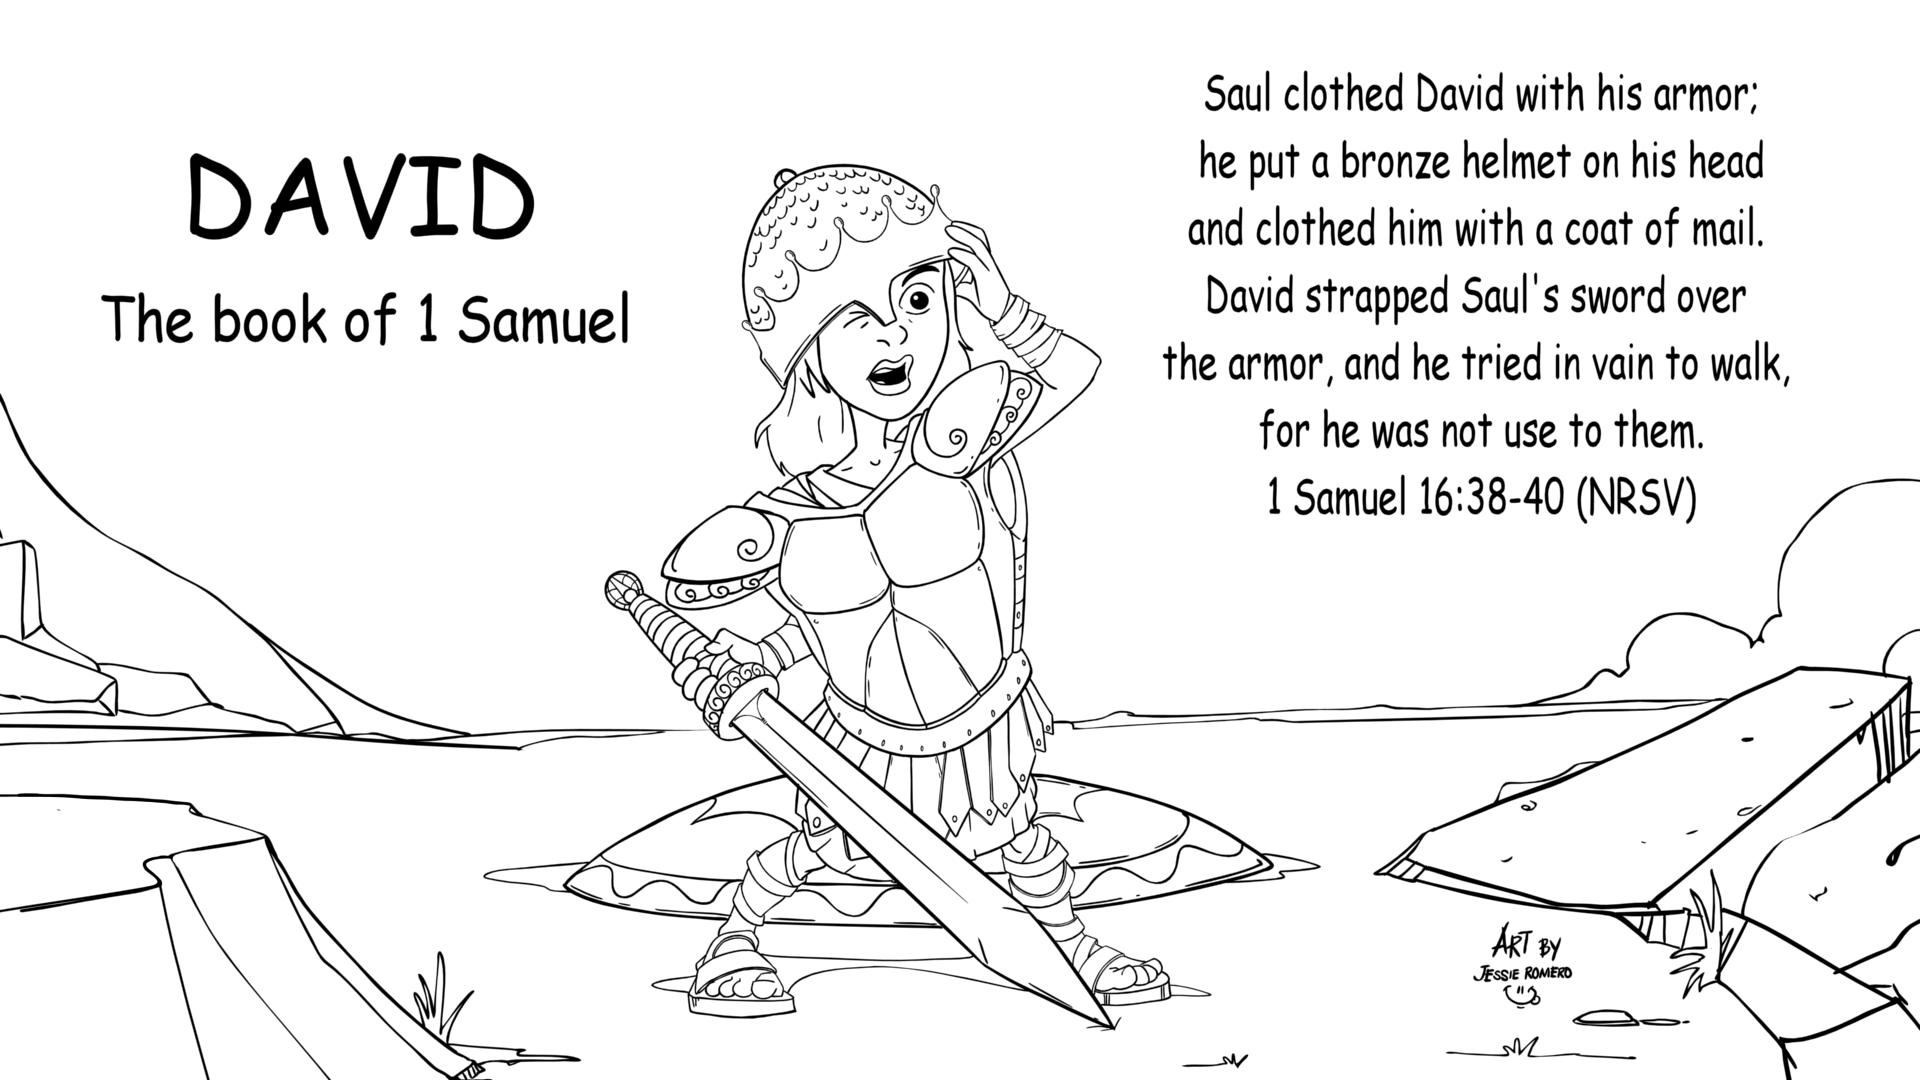 DAVID
The book of 1 Samuel
Saul clothed David with his armor;
he put a bronze helmet on his head
and clothed him with a coat of mail.
David strapped Saul's sword over
the armor, and he tried in vain to walk,
for he was not use to them.
1 Samuel 16:38-40 (NRSV)
ART BY
JESSIE ROMERO